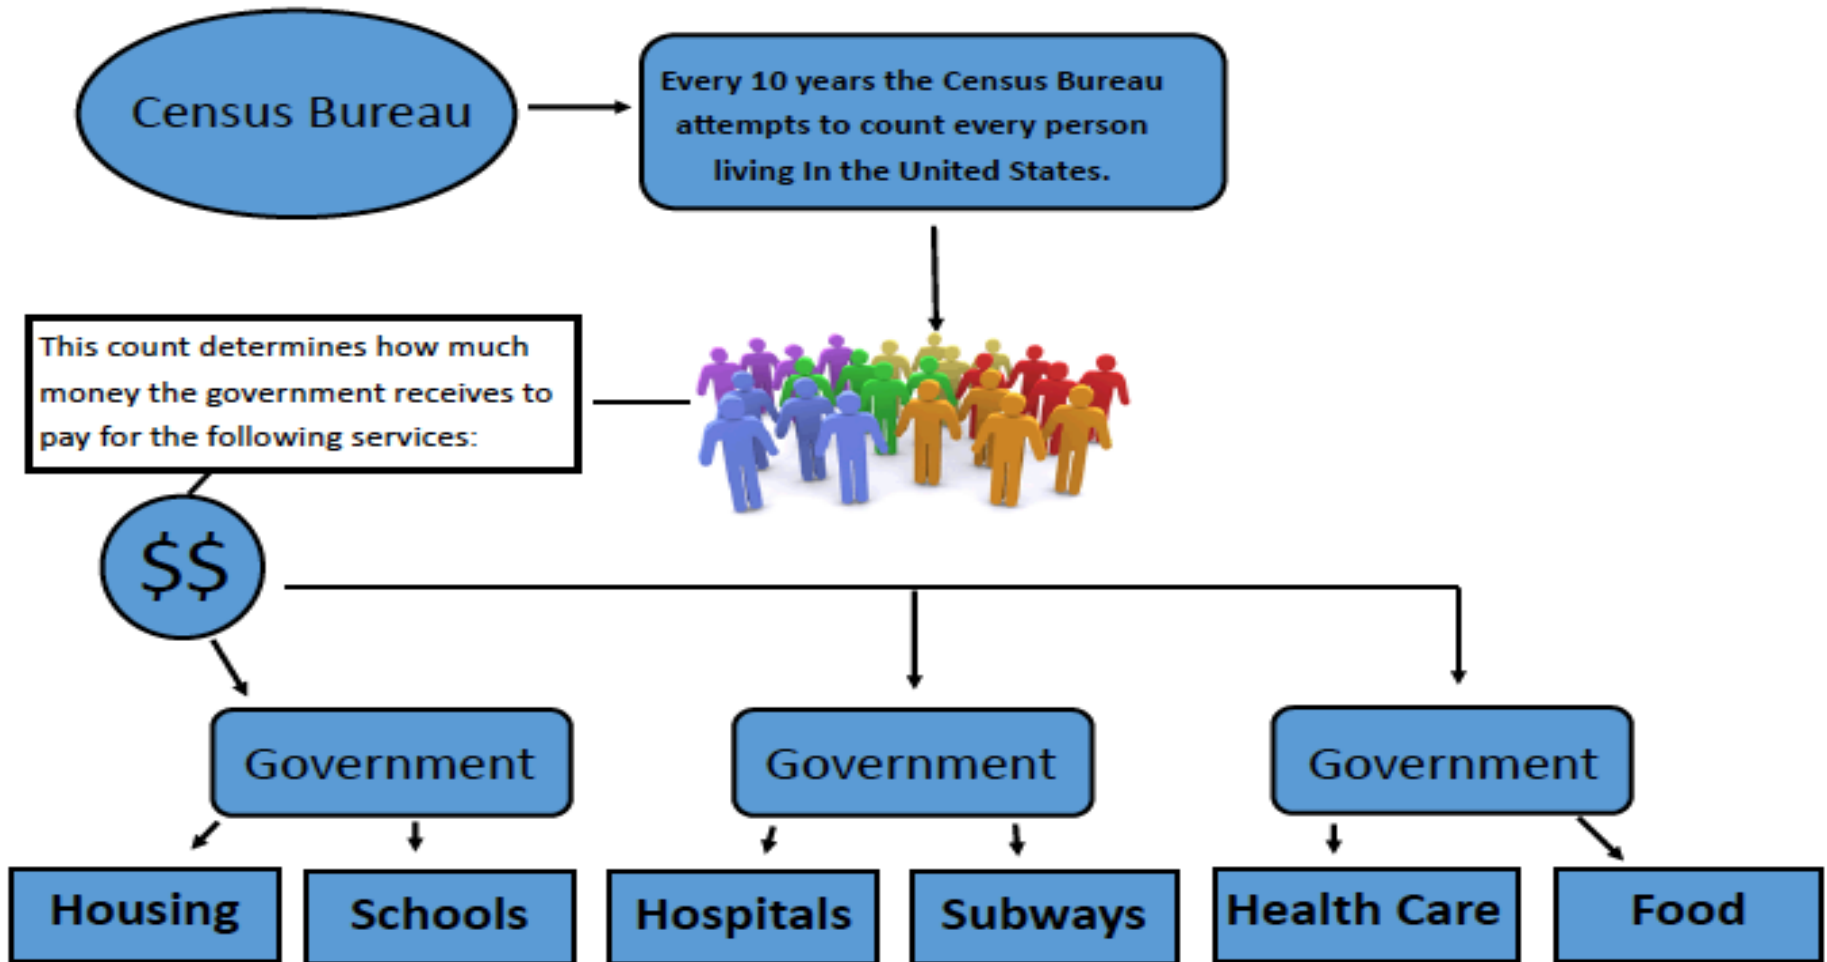 Census Bureau
Every 10 years the Census Bureau
attempts to count every person
living In the United States.
This count determines how much
money the government receives to
pay for the following services:
$$
Government
Government
Government
Housing
Schools
Hospitals
Subways
Health Care
Food